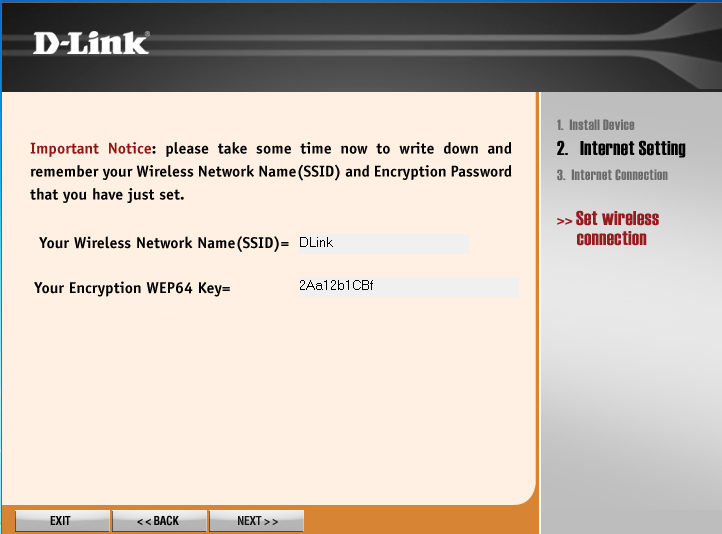 D-Link®
Important Notice: please take some time now to write down and
remember your Wireless Network Name(SSID) and Encryption Password
that you have just set.
Your Wireless Network Name(SSID)= DLink
Your Encryption WEP64 Key= 2Aa12b1CBf
1. Install Device
2. Internet Setting
3. Internet Connection
>> Set wireless
connection
EXIT
<<BACK
NEXT>>